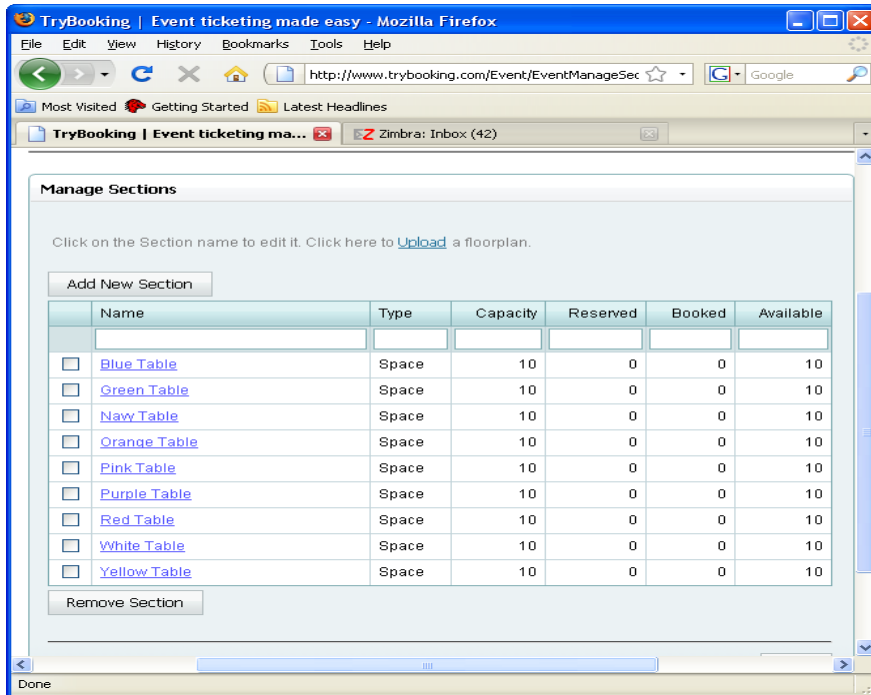 TryBooking | Event ticketing made easy - Mozilla Firefox
File Edit View History Bookmarks Tools Help
http://www.trybooking.com/Event/EventManageSec G Google
Most Visited Getting Started Latest Headlines
TryBooking | Event ticketing ma... Zimbra: Inbox (42)
Manage Sections
Click on the Section name to edit it. Click here to Upload a floorplan.
Add New Section
Name Type Capacity Reserved Booked Available
Blue Table Space 10 0 0 10
Green Table Space 10 0 0 10
Navy Table Space 10 0 0 10
Orange Table Space 10 0 0 10
Pink Table Space 10 0 0 10
Purple Table Space 10 0 0 10
Red Table Space 10 0 0 10
White Table Space 10 0 0 10
Yellow Table Space 10 0 0 10
Remove Section
Done